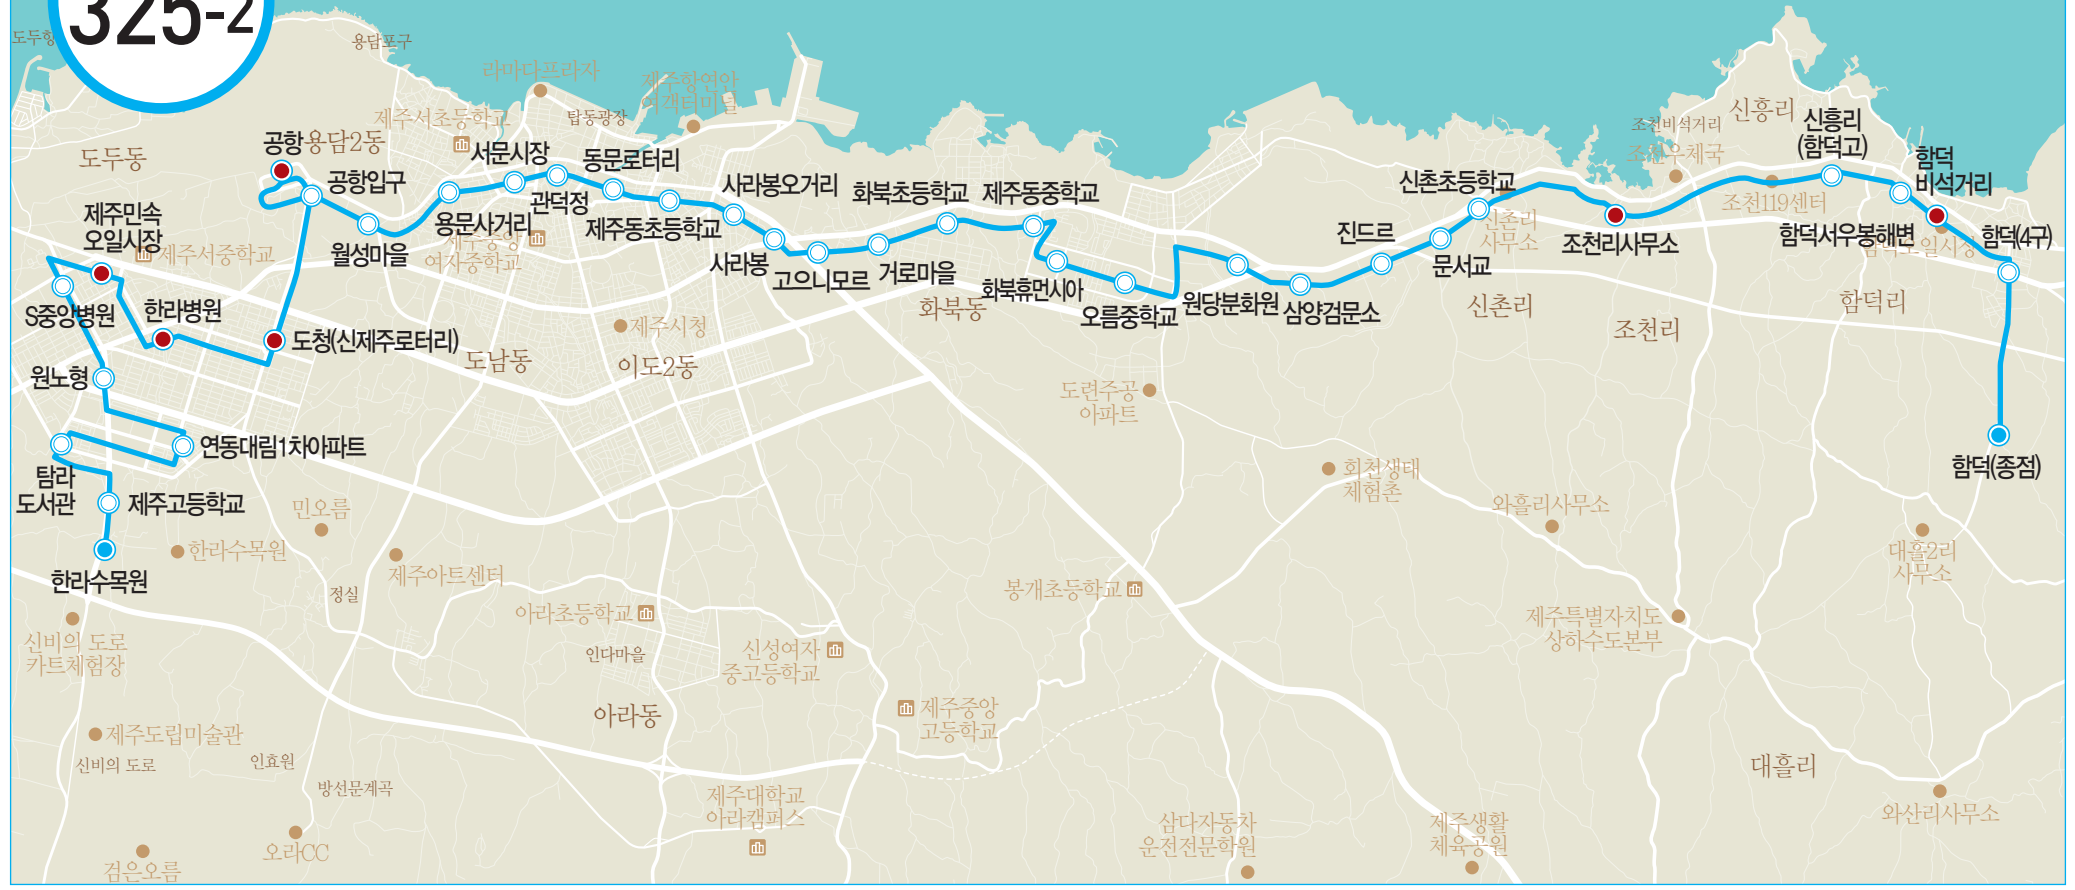 325-2
도두항
용담포구
라마다프라자
제주항연안
여객터미널
탑동광장
제주서초등학교
도두동
공항
용담2동
공항입구
서문시장
관덕정
동문로터리
사라봉오거리
화북초등학교
제주동중학교
신촌초등학교
조천비석거리
조천우체국
신흥리
신흥리
(함덕고)
함덕
비석거리
제주민속
오일시장
제주서중학교
월성마을
용문사거리
제주중앙
여자중학교
제주동초등학교
사라봉
고으니모르
거로마을
화북동
화북휴먼시아
오름중학교
원당분화원
삼양검문소
진드르
문서교
신촌리
사무소
신촌리
조천리사무소
조천119센터
조천리
함덕서우봉해변
함덕오일시장
함덕(4구)
함덕리
S중앙병원
한라병원
도청(신제주로터리)
도남동
제주시청
이도2동
원노형
연동대림1차아파트
탐라
도서관
제주고등학교
한라수목원
한라수목원
민오름
제주아트센터
정실
도련주공
아파트
회천생태
체험촌
와흘리사무소
함덕(종점)
대흘2리
사무소
봉개초등학교
아라초등학교
인다마을
신성여자
중고등학교
제주특별자치도
상하수도본부
신비의 도로
카트체험장
아라동
제주중앙
고등학교
제주도립미술관
신비의 도로
인효원
방선문계곡
대흘리
와산리사무소
제주대학교
아라캠퍼스
삼다자동차
운전전문학원
제주생활
체육공원
검은오름
오라CC